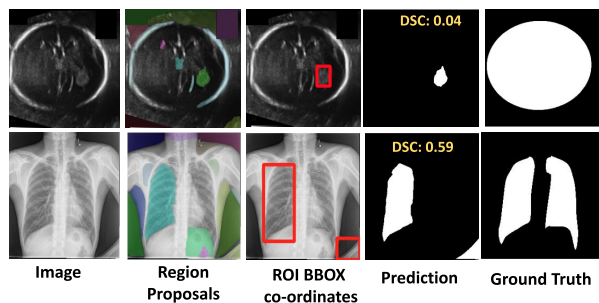 DSC: 0.04
DSC: 0.59
Image
Region
Proposals
ROI BBOX
co-ordinates
Prediction
Ground Truth